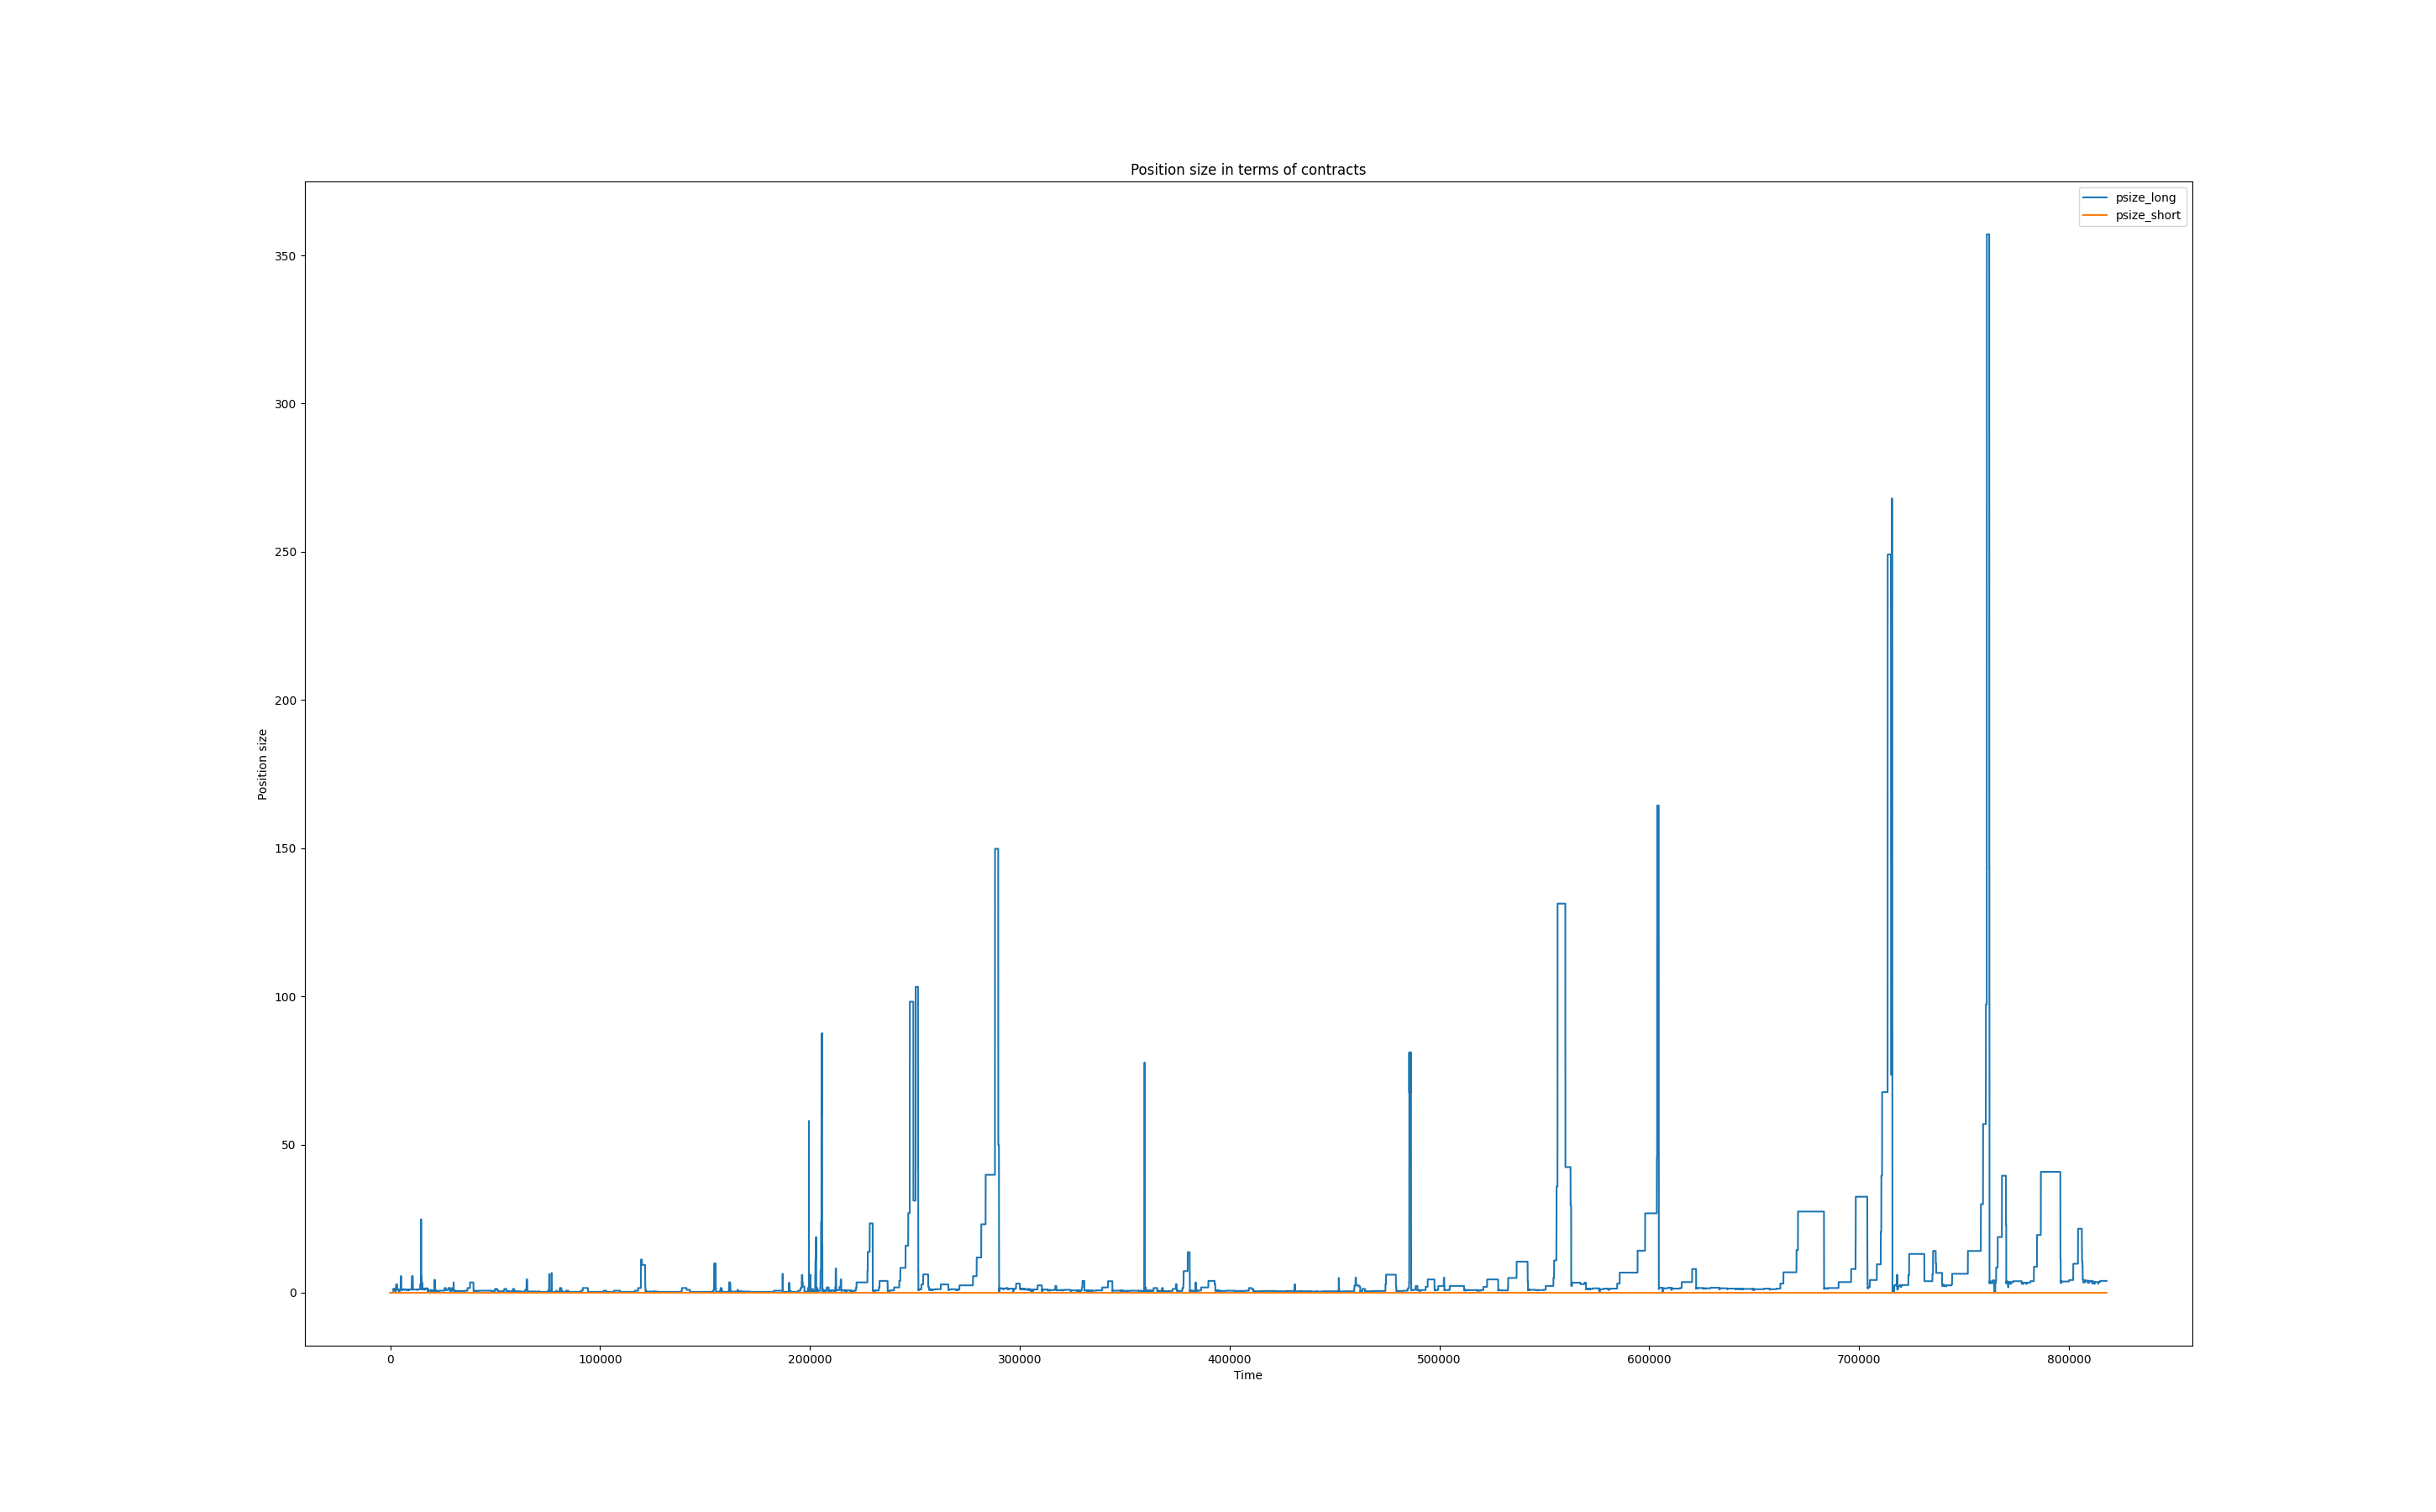 Position size in terms of contracts
psize_long
psize_short
350
300
250
200
150
100
50
0
Position size
0 100000 200000 300000 400000 500000 600000 700000 800000
Time